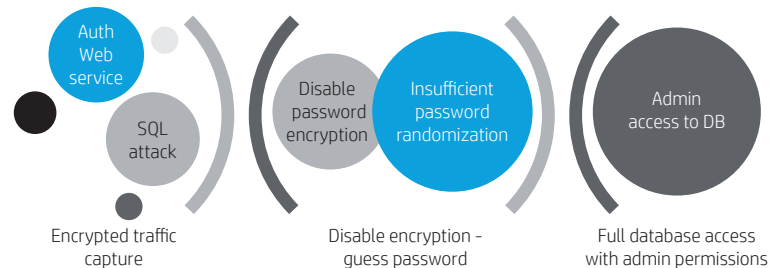 Auth
Web
service
SQL
attack
Encrypted traffic
capture
Disable
password
encryption
Insufficient
password
randomization
Disable encryption -
guess password
Admin
access to DB
Full database access
with admin permissions